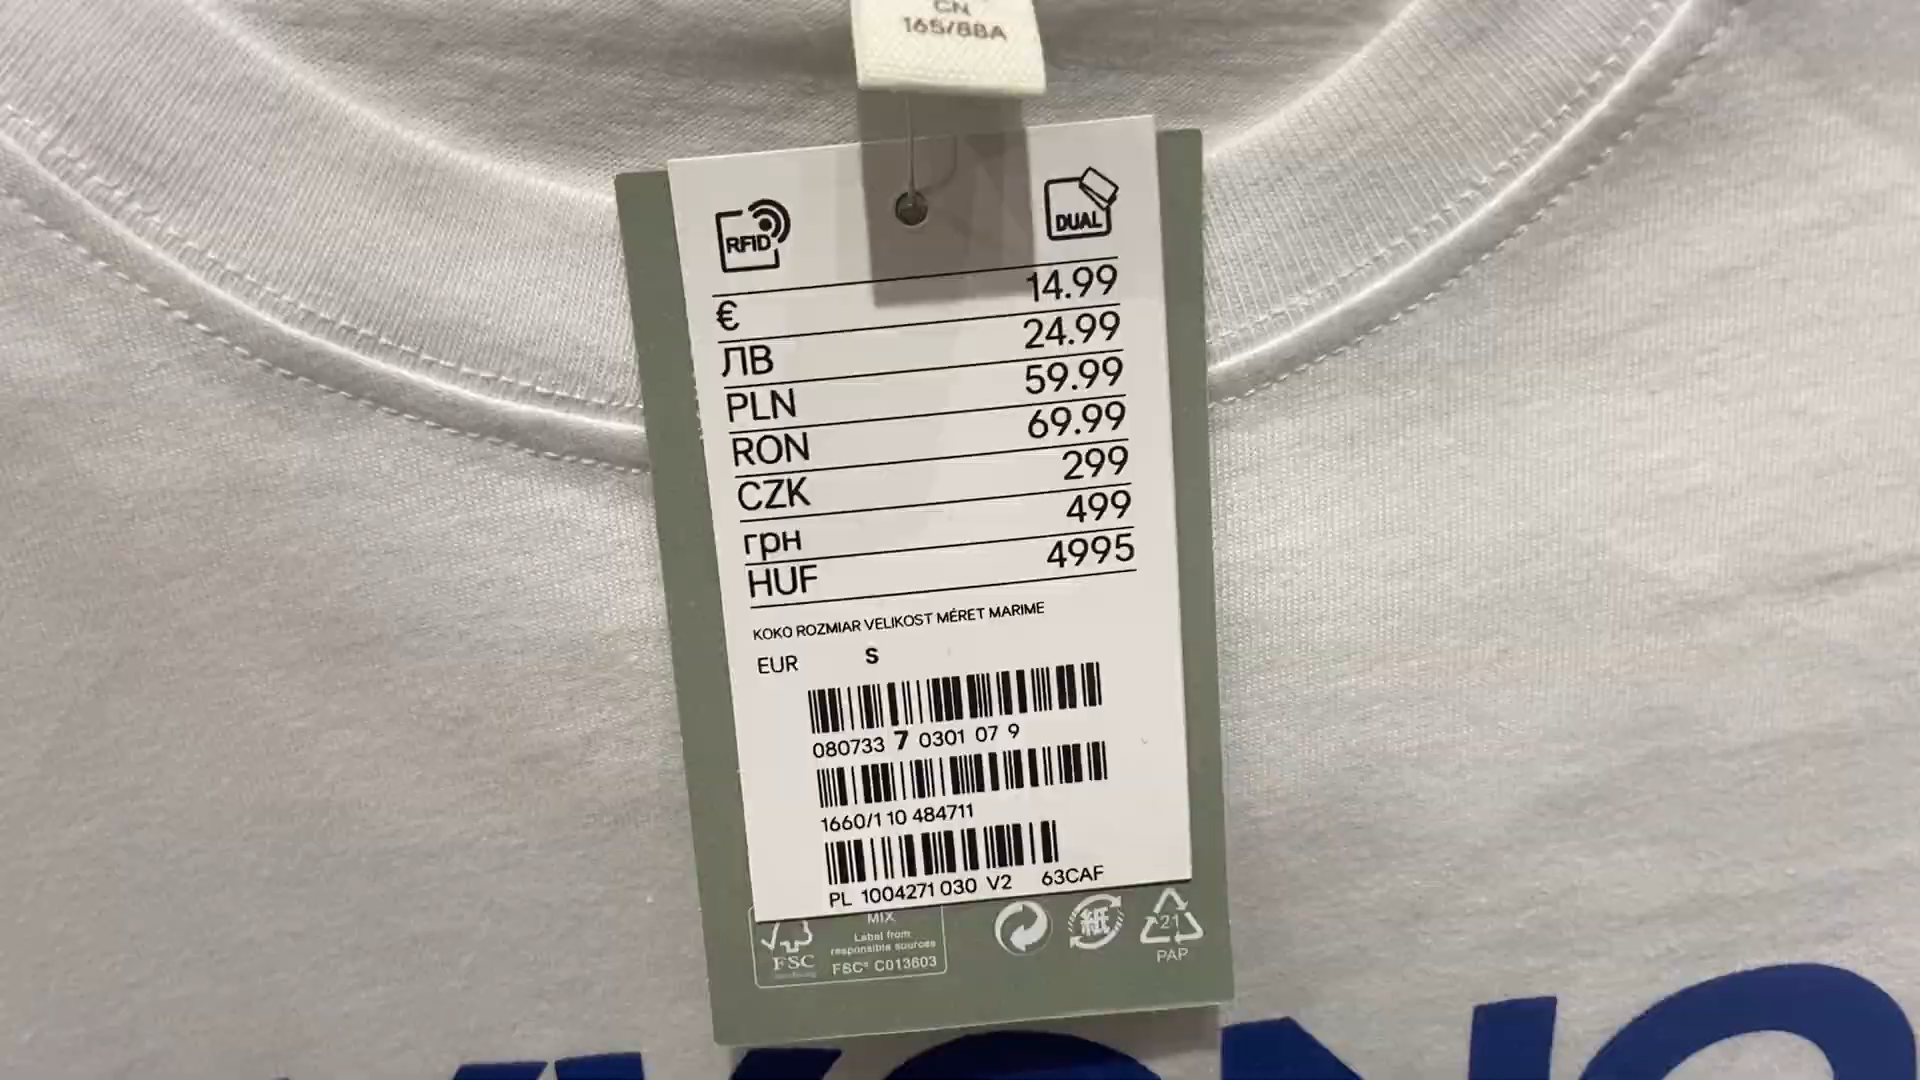 CN
165/88A
RFID
DUAL
€ 14.99
ЛВ 24.99
PLN 59.99
RON 69.99
CZK 299
грн 499
HUF 4995
KOKO ROZMIAR VELIKOST MÉRET MARIME
EUR S
080733 7 0301 07 9
1660/1 10 484711
PL 1004271 030 V2 63CAF
MIX
Label from
responsible sources
FSC
FSC® C013603
紙
21
PAP